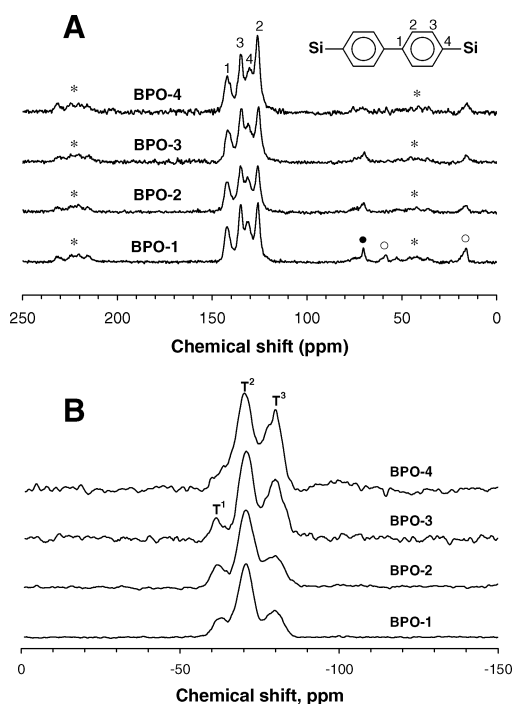 A
2
3
4
1
Si
2 3
1 4
Si
*
BPO-4
*
*
BPO-3
*
*
BPO-2
*
*
BPO-1
● ○ * ○
250 200 150 100 50 0
Chemical shift (ppm)
B
T²
T³
BPO-4
T¹
BPO-3
BPO-2
BPO-1
0 -50 -100 -150
Chemical shift, ppm